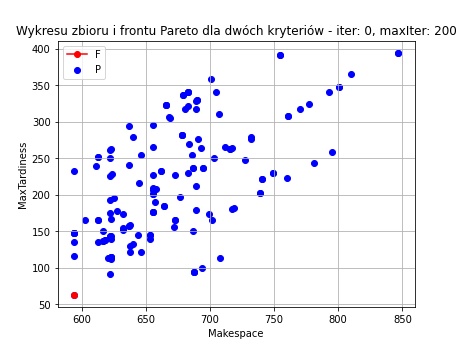 Wykresu zbioru i frontu Pareto dla dwóch kryteriów - iter: 0, maxIter: 200
400
350
300
250
200
150
100
50
MaxTardiness
F
P
600
650
700
750
800
850
Makespace